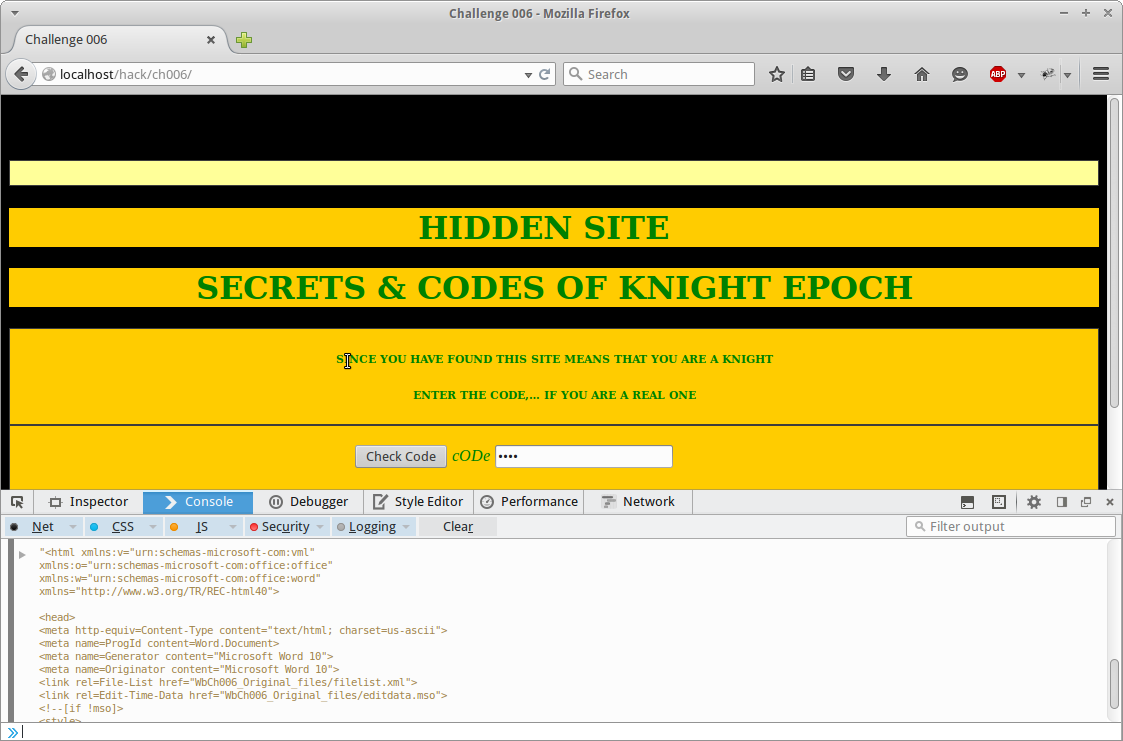 Challenge 006 - Mozilla Firefox
Challenge 006
localhost/hack/ch006/
Search
ABP
HIDDEN SITE
SECRETS & CODES OF KNIGHT EPOCH
SINCE YOU HAVE FOUND THIS SITE MEANS THAT YOU ARE A KNIGHT
ENTER THE CODE,... IF YOU ARE A REAL ONE
Check Code cODe ••••
Inspector Console Debugger Style Editor Performance Network
Net CSS JS Security Logging Clear Filter output
"<html xmlns:v="urn:schemas-microsoft-com:vml"
xmlns:o="urn:schemas-microsoft-com:office:office"
xmlns:w="urn:schemas-microsoft-com:office:word"
xmlns="http://www.w3.org/TR/REC-html40">
<head>
<meta http-equiv=Content-Type content="text/html; charset=us-ascii">
<meta name=ProgId content=Word.Document>
<meta name=Generator content="Microsoft Word 10">
<meta name=Originator content="Microsoft Word 10">
<link rel=File-List href="WbCh006_Original_files/filelist.xml">
<link rel=Edit-Time-Data href="WbCh006_Original_files/editdata.mso">
<!--[if !mso]>
<style>